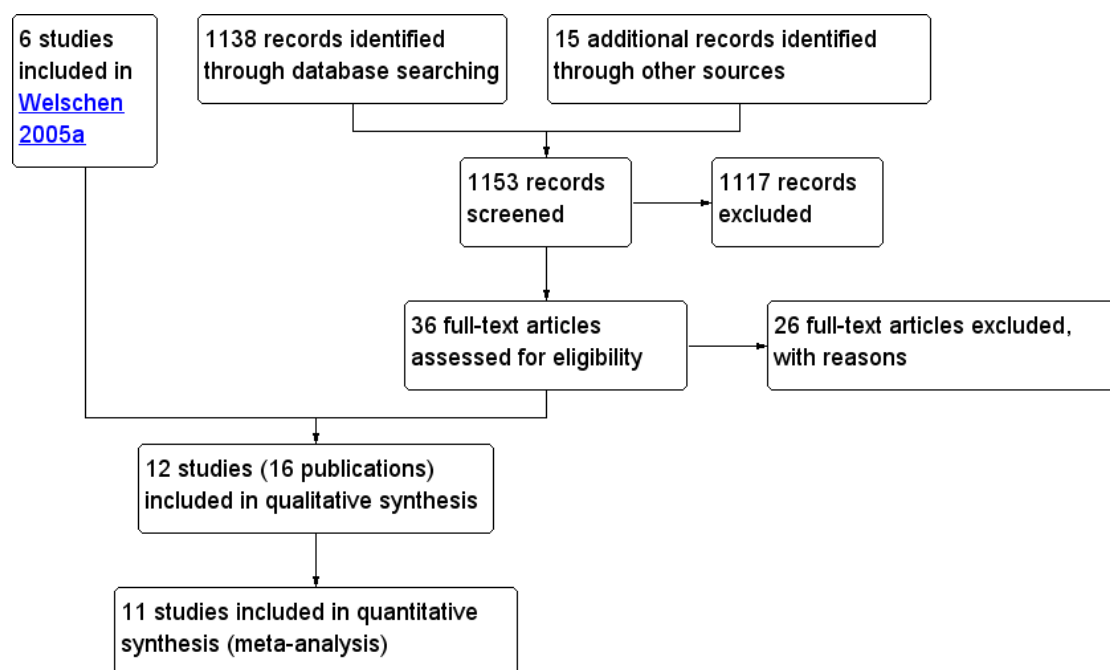 6 studies
included in
Welschen
2005a
1138 records identified
through database searching
15 additional records identified
through other sources
1153 records
screened
1117 records
excluded
36 full-text articles
assessed for eligibility
26 full-text articles excluded,
with reasons
12 studies (16 publications)
included in qualitative synthesis
11 studies included in quantitative
synthesis (meta-analysis)